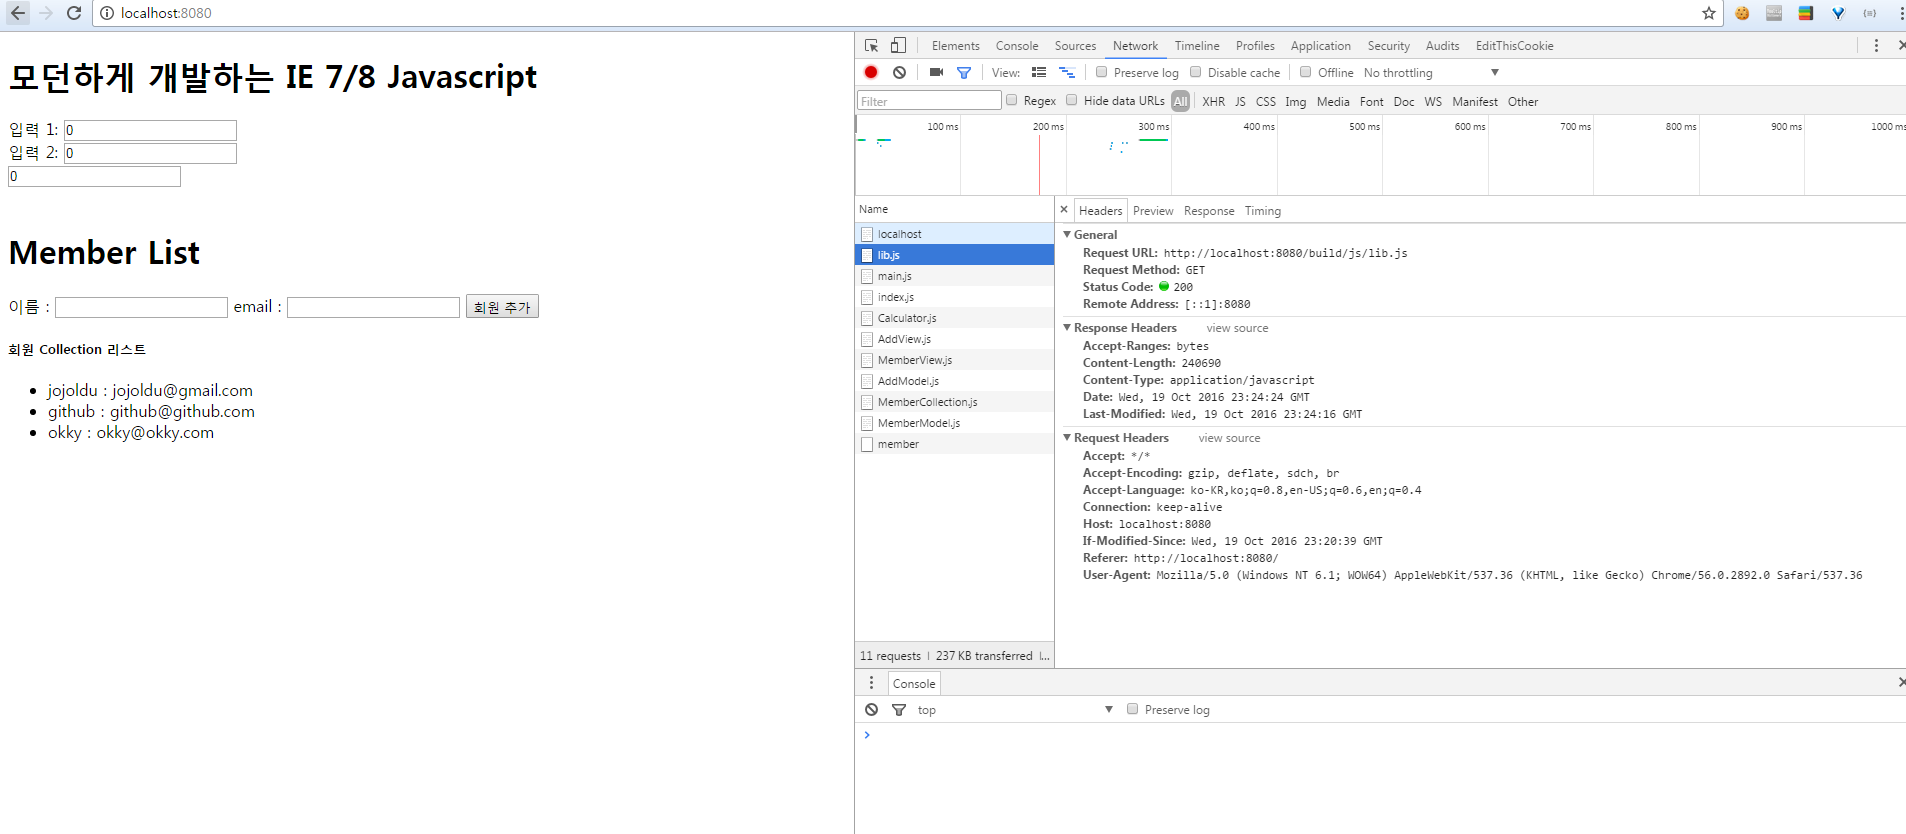 localhost:8080
모던하게 개발하는 IE 7/8 Javascript
입력 1: 0
입력 2: 0
0
Member List
이름 : email : 회원 추가
회원 Collection 리스트
jojoldu : jojoldu@gmail.com
github : github@github.com
okky : okky@okky.com
Elements Console Sources Network Timeline Profiles Application Security Audits EditThisCookie
View: Preserve log Disable cache Offline No throttling
Filter Regex Hide data URLs All XHR JS CSS Img Media Font Doc WS Manifest Other
100 ms 200 ms 300 ms 400 ms 500 ms 600 ms 700 ms 800 ms 900 ms 1000 ms
Name
localhost
lib.js
main.js
index.js
Calculator.js
AddView.js
MemberView.js
AddModel.js
MemberCollection.js
MemberModel.js
member
11 requests | 237 KB transferred | ...
Headers Preview Response Timing
General
Request URL: http://localhost:8080/build/js/lib.js
Request Method: GET
Status Code: 200
Remote Address: [::1]:8080
Response Headers view source
Accept-Ranges: bytes
Content-Length: 240690
Content-Type: application/javascript
Date: Wed, 19 Oct 2016 23:24:24 GMT
Last-Modified: Wed, 19 Oct 2016 23:24:16 GMT
Request Headers view source
Accept: */*
Accept-Encoding: gzip, deflate, sdch, br
Accept-Language: ko-KR,ko;q=0.8,en-US;q=0.6,en;q=0.4
Connection: keep-alive
Host: localhost:8080
If-Modified-Since: Wed, 19 Oct 2016 23:20:39 GMT
Referer: http://localhost:8080/
User-Agent: Mozilla/5.0 (Windows NT 6.1; WOW64) AppleWebKit/537.36 (KHTML, like Gecko) Chrome/56.0.2892.0 Safari/537.36
Console
top Preserve log